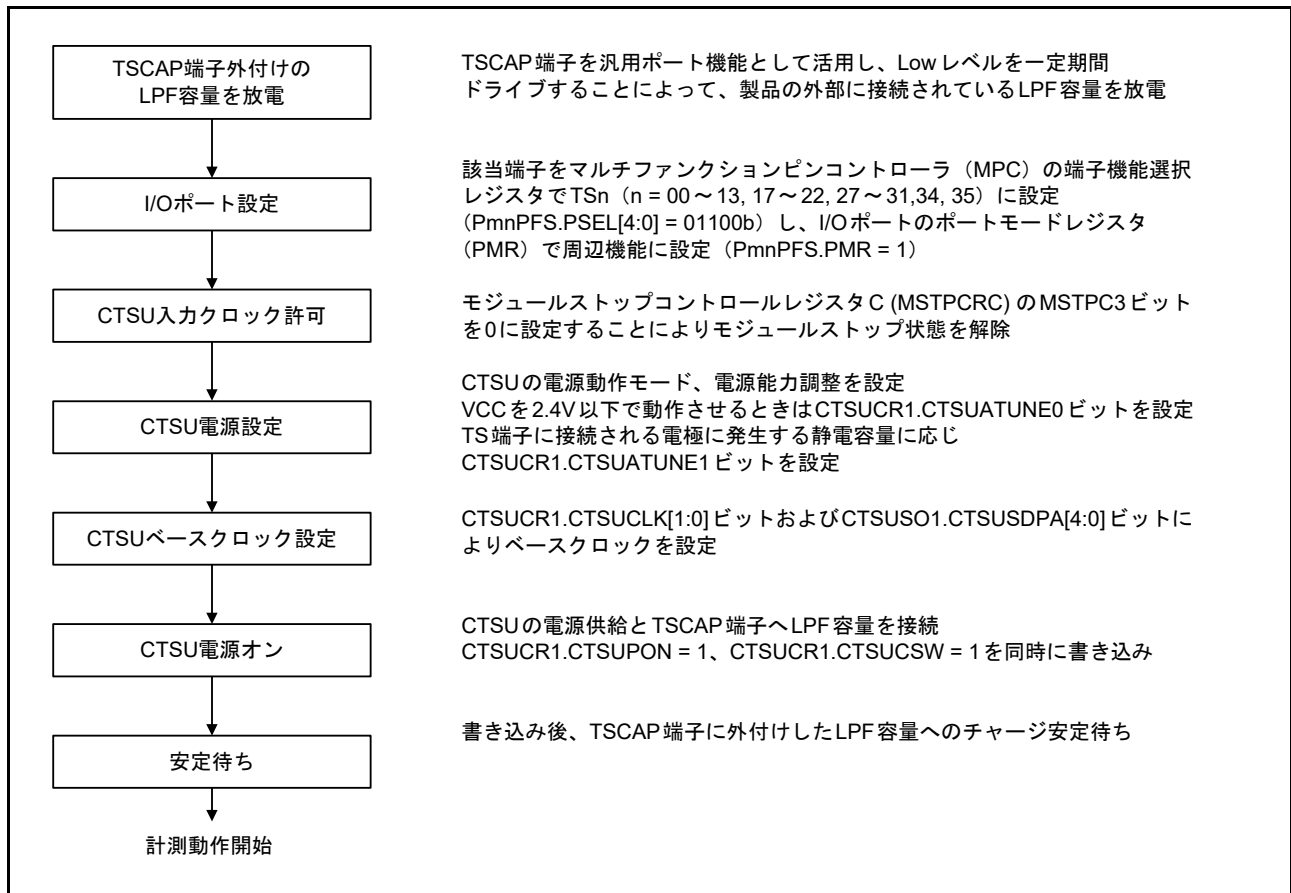 TSCAP端子外付けの
LPF容量を放電
TSCAP端子を汎用ポート機能として活用し、Lowレベルを一定期間
ドライブすることによって、製品の外部に接続されているLPF容量を放電
I/Oポート設定
該当端子をマルチファンクションピンコントローラ（MPC）の端子機能選択
レジスタでTSn（n = 00～13, 17～22, 27～31,34, 35）に設定
（PmnPFS.PSEL[4:0] = 01100b）し、I/Oポートのポートモードレジスタ
（PMR）で周辺機能に設定（PmnPFS.PMR = 1）
CTSU入力クロック許可
モジュールストップコントロールレジスタC (MSTPCRC) のMSTPC3ビット
を0に設定することによりモジュールストップ状態を解除
CTSU電源設定
CTSUの電源動作モード、電源能力調整を設定
VCCを2.4V以下で動作させるときはCTSUCR1.CTSUATUNE0ビットを設定
TS端子に接続される電極に発生する静電容量に応じ
CTSUCR1.CTSUATUNE1ビットを設定
CTSUベースクロック設定
CTSUCR1.CTSUCLK[1:0]ビットおよびCTSUSO1.CTSUSDPA[4:0]ビットに
よりベースクロックを設定
CTSU電源オン
CTSUの電源供給とTSCAP端子へLPF容量を接続
CTSUCR1.CTSUPON = 1、CTSUCR1.CTSUCSW = 1を同時に書き込み
安定待ち
書き込み後、TSCAP端子に外付けしたLPF容量へのチャージ安定待ち
計測動作開始